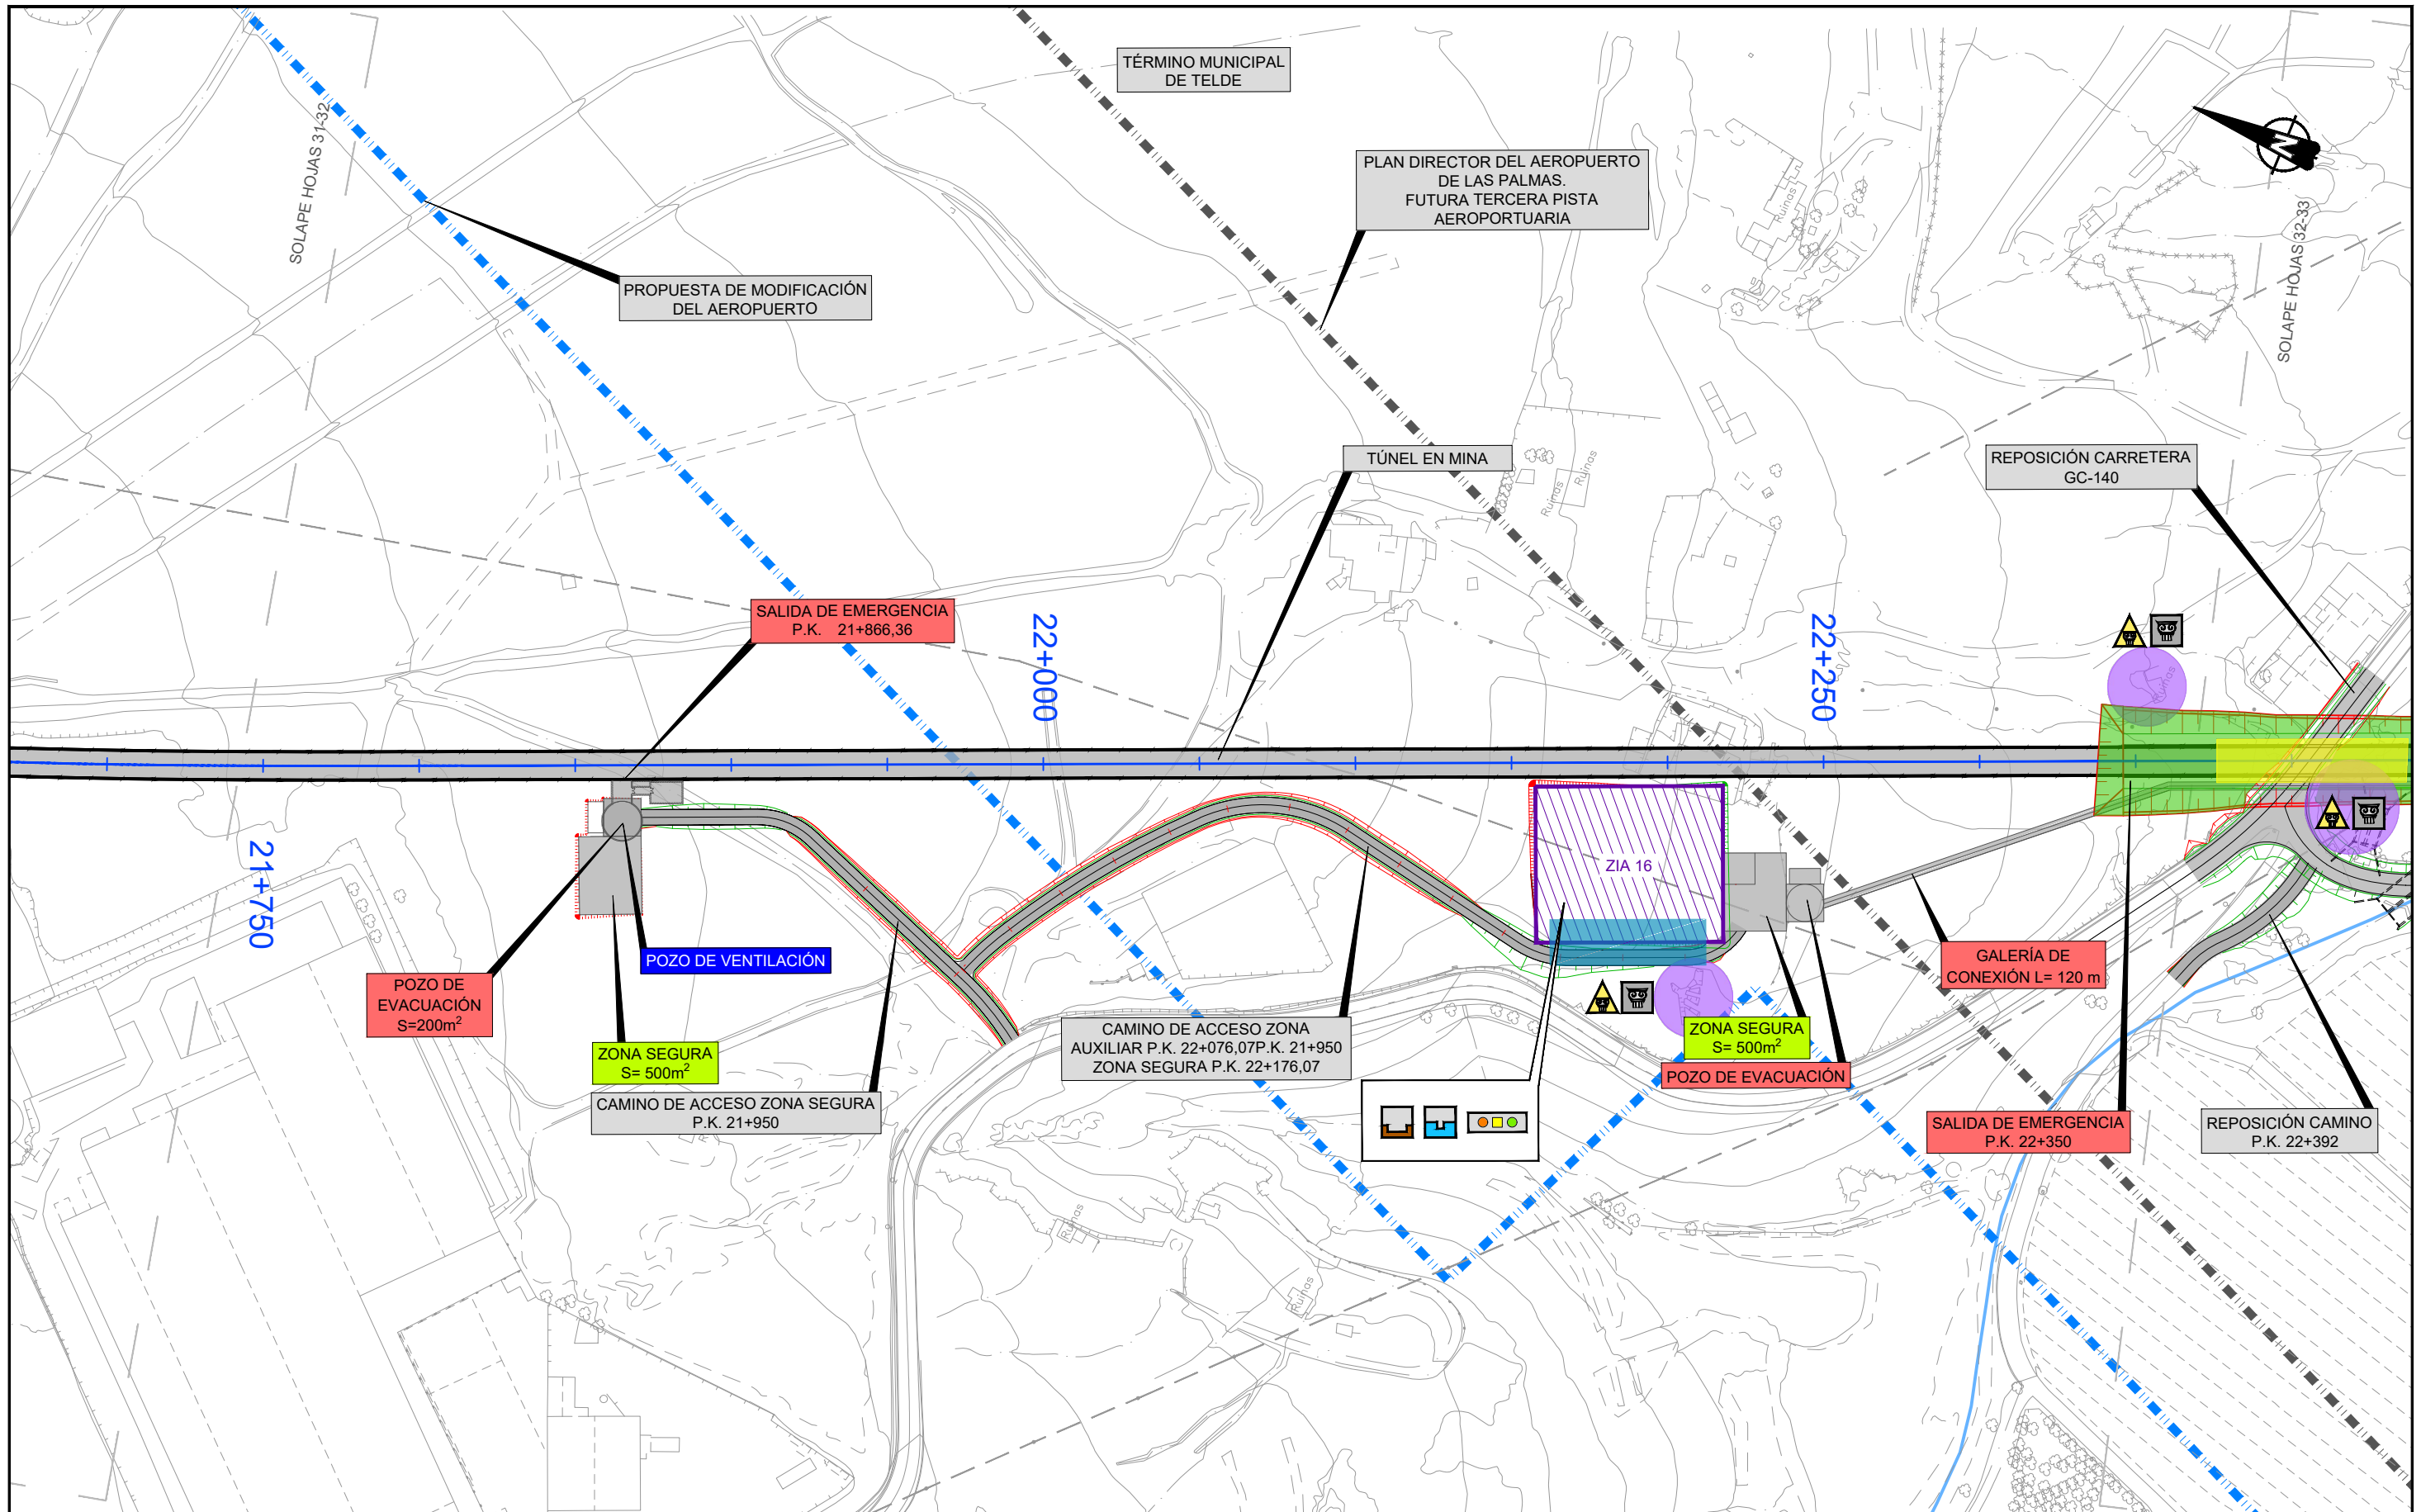 TÉRMINO MUNICIPAL
DE TELDE
SOLAPE HOJAS 31-32
PLAN DIRECTOR DEL AEROPUERTO
DE LAS PALMAS.
FUTURA TERCERA PISTA
AEROPORTUARIA
Ruinas
N
SOLAPE HOJAS 32-33
PROPUESTA DE MODIFICACIÓN
DEL AEROPUERTO
TÚNEL EN MINA
Ruinas
Ruinas
REPOSICIÓN CARRETERA
GC-140
SALIDA DE EMERGENCIA
P.K. 21+866,36
22+000
22+250
Ruinas
21+750
ZIA 16
POZO DE VENTILACIÓN
POZO DE
EVACUACIÓN
S=200m²
GALERÍA DE
CONEXIÓN L= 120 m
ZONA SEGURA
S= 500m²
CAMINO DE ACCESO ZONA
AUXILIAR P.K. 22+076,07P.K. 21+950
ZONA SEGURA P.K. 22+176,07
ZONA SEGURA
S= 500m²
POZO DE EVACUACIÓN
CAMINO DE ACCESO ZONA SEGURA
P.K. 21+950
SALIDA DE EMERGENCIA
P.K. 22+350
REPOSICIÓN CAMINO
P.K. 22+392
Ruinas
Ruinas